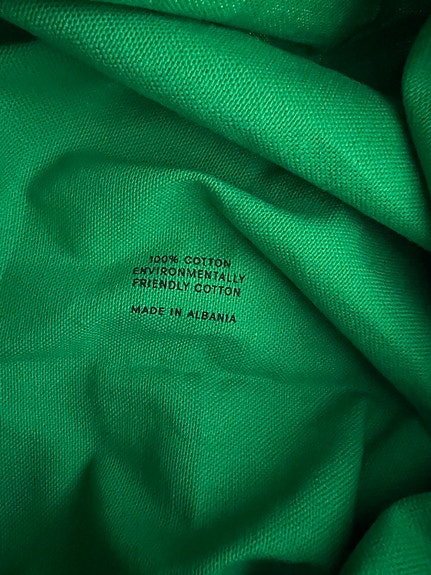 100% COTTON
ENVIRONMENTALLY
FRIENDLY COTTON
MADE IN ALBANIA